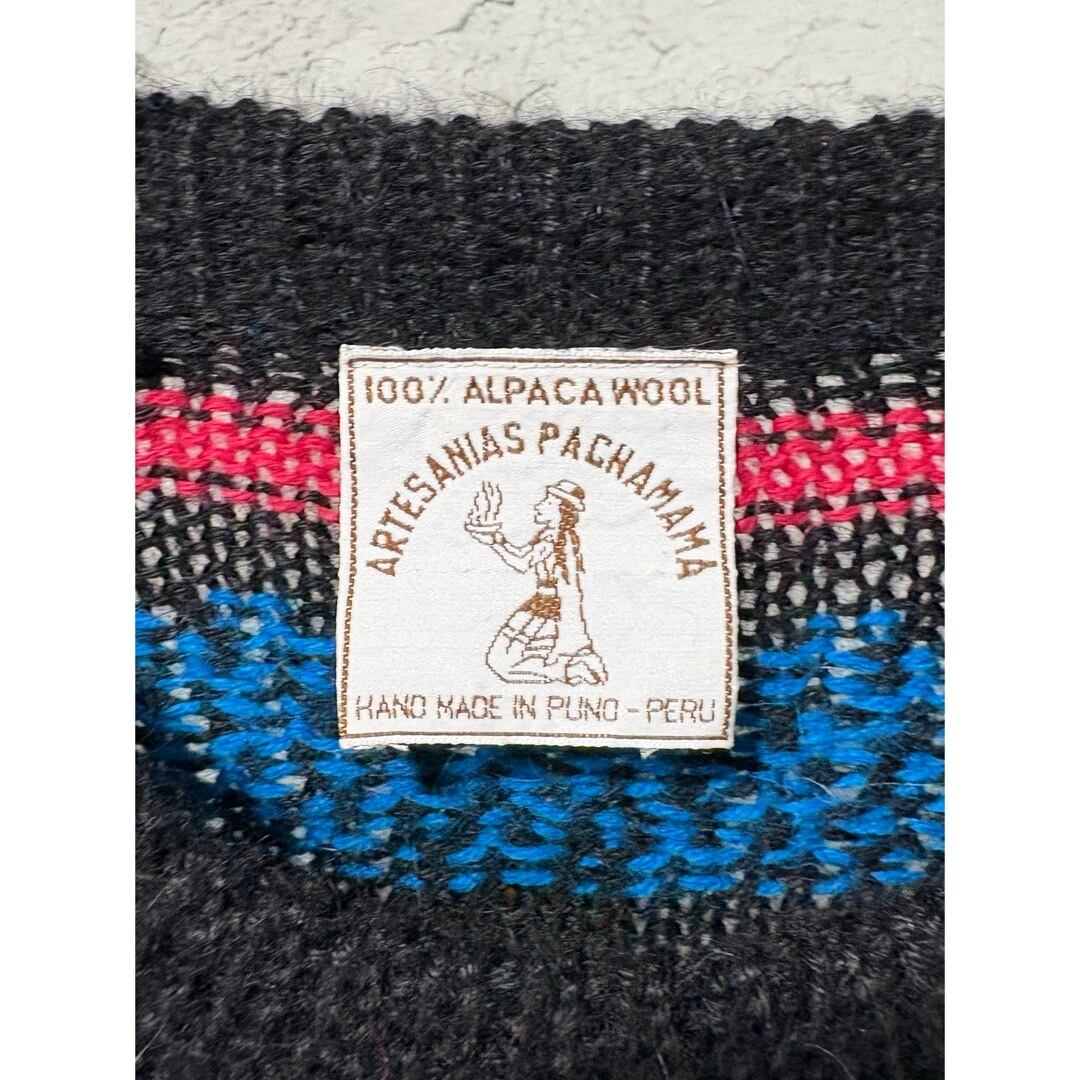 100% ALPACA WOOL
ARTESANIAS PACHAMAMA
HAND MADE IN PUNO - PERU